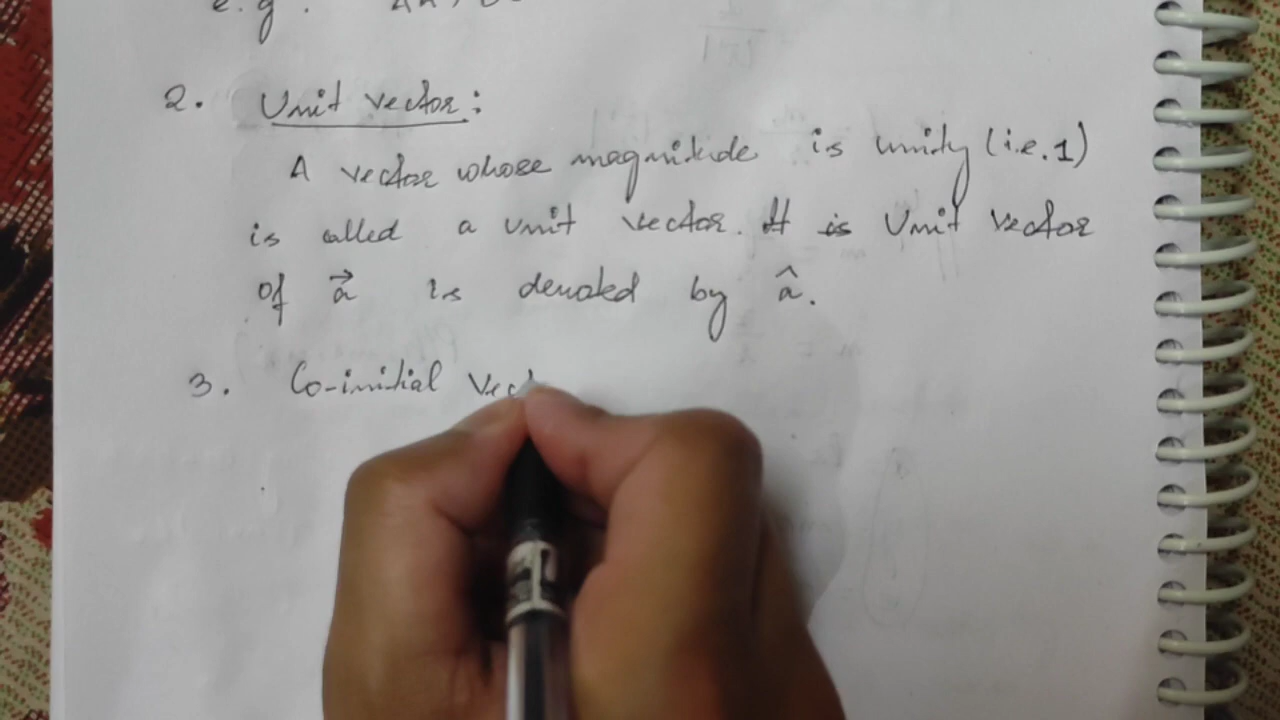 e.g.
2. Unit vector:
A vector whose magnitude is unity (i.e. 1)
is called a unit vector. It is Unit vector
of a⃗ is denoted by â.
3. Co-initial Vect